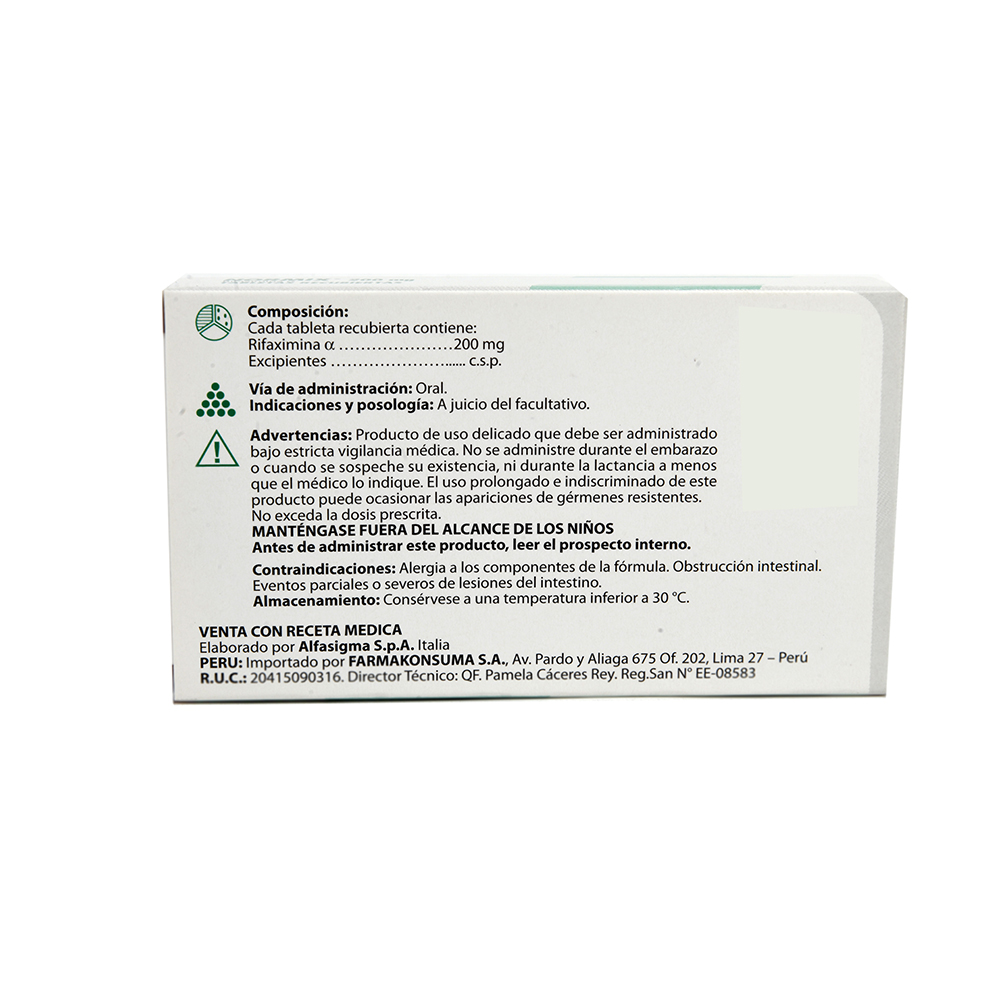 NORMIX® 200 mg
TABLETAS RECUBIERTAS
Composición:
Cada tableta recubierta contiene:
Rifaximina α ......................200 mg
Excipientes .......................... c.s.p.
Vía de administración: Oral.
Indicaciones y posología: A juicio del facultativo.
Advertencias: Producto de uso delicado que debe ser administrado
bajo estricta vigilancia médica. No se administre durante el embarazo
o cuando se sospeche su existencia, ni durante la lactancia a menos
que el médico lo indique. El uso prolongado e indiscriminado de este
producto puede ocasionar las apariciones de gérmenes resistentes.
No exceda la dosis prescrita.
MANTÉNGASE FUERA DEL ALCANCE DE LOS NIÑOS
Antes de administrar este producto, leer el prospecto interno.
Contraindicaciones: Alergia a los componentes de la fórmula. Obstrucción intestinal.
Eventos parciales o severos de lesiones del intestino.
Almacenamiento: Consérvese a una temperatura inferior a 30 °C.
VENTA CON RECETA MEDICA
Elaborado por Alfasigma S.p.A. Italia
PERU: Importado por FARMAKONSUMA S.A., Av. Pardo y Aliaga 675 Of. 202, Lima 27 – Perú
R.U.C.: 20415090316. Director Técnico: QF. Pamela Cáceres Rey. Reg.San N° EE-08583